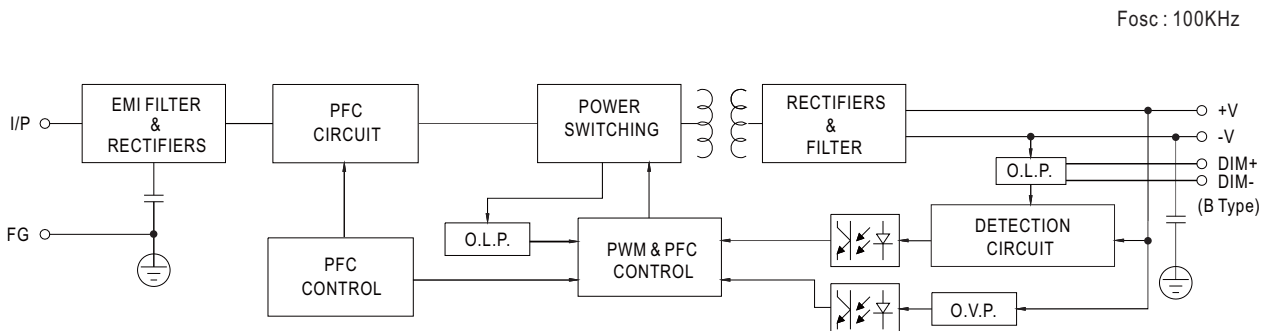 Fosc : 100KHz
I/P
EMI FILTER
&
RECTIFIERS
PFC
CIRCUIT
POWER
SWITCHING
RECTIFIERS
&
FILTER
+V
-V
DIM+
DIM-
(B Type)
O.L.P.
FG
O.L.P.
PFC
CONTROL
PWM & PFC
CONTROL
DETECTION
CIRCUIT
O.V.P.